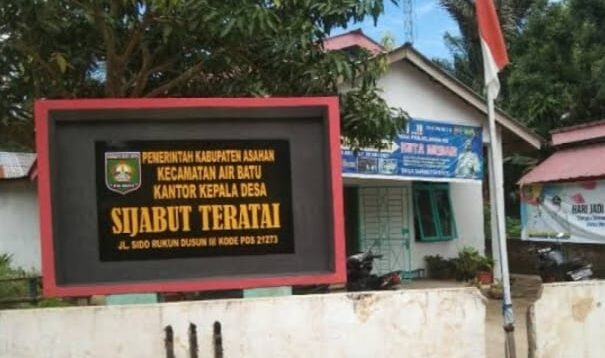 PEMERINTAH KABUPATEN ASAHAN
KECAMATAN AIR BATU
KANTOR KEPALA DESA
SIJABUT TERATAI
JL. SIDO RUKUN DUSUN III KODE POS 21273
KOTA
HARI JADI